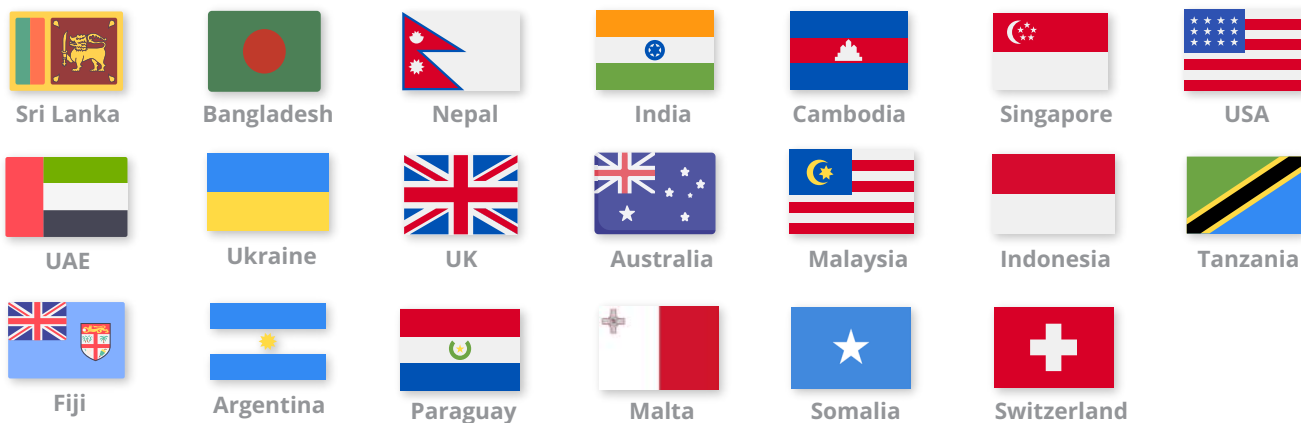 Sri Lanka
Bangladesh
Nepal
India
Cambodia
Singapore
USA
UAE
Ukraine
UK
Australia
Malaysia
Indonesia
Tanzania
Fiji
Argentina
Paraguay
Malta
Somalia
Switzerland